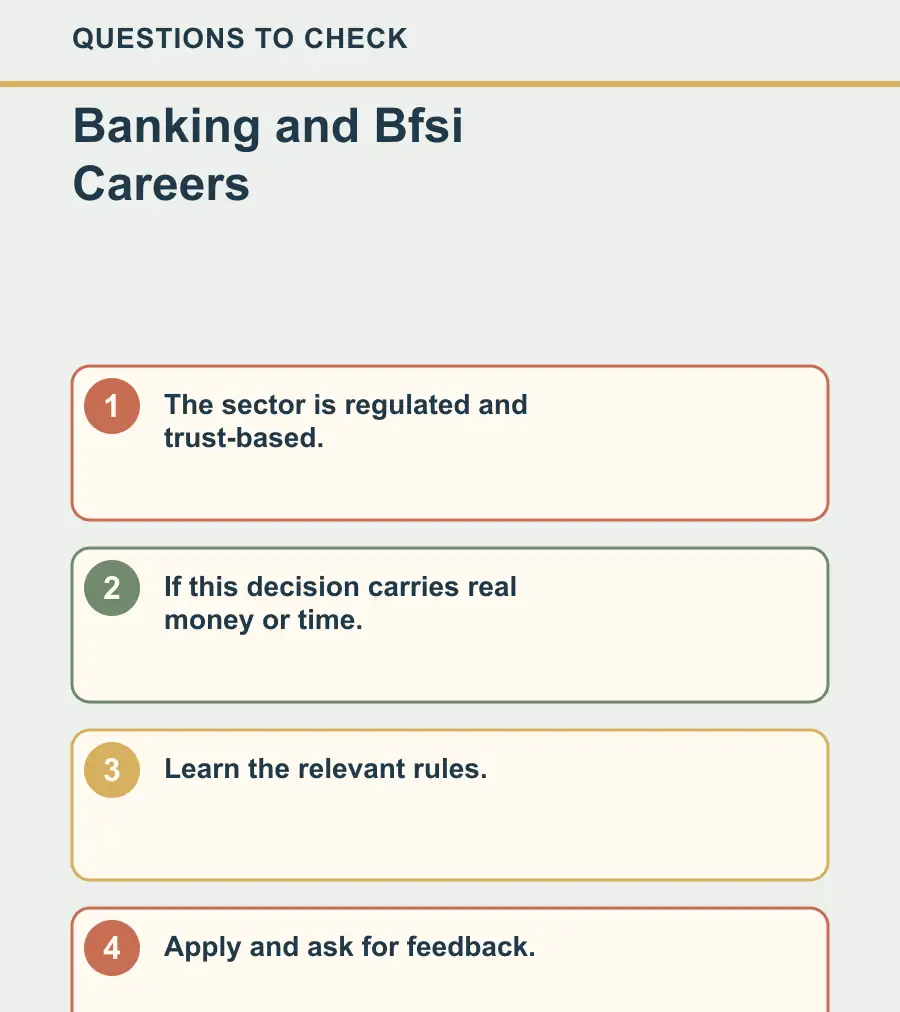 QUESTIONS TO CHECK
Banking and Bfsi
Careers
1
The sector is regulated and
trust-based.
2
If this decision carries real
money or time.
3
Learn the relevant rules.
4
Apply and ask for feedback.